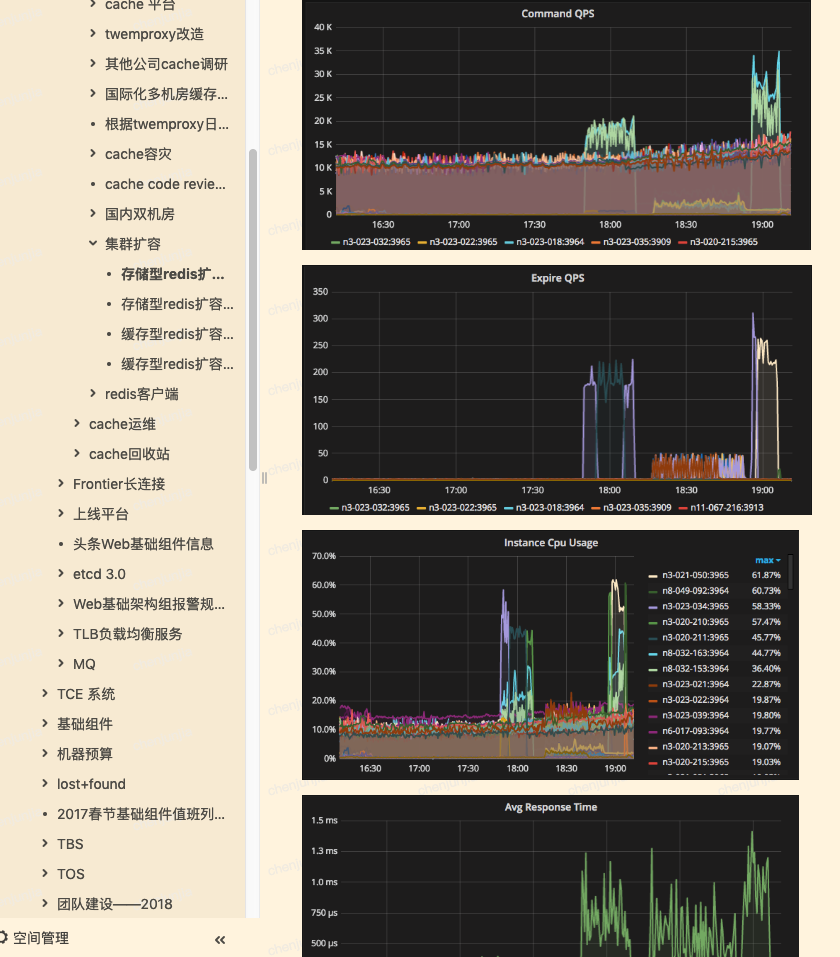 cache 平台
twemproxy改造
其他公司cache调研
国际化多机房缓存...
根据twemproxy日...
cache容灾
cache code revie...
国内双机房
集群扩容
存储型redis扩...
存储型redis扩容...
缓存型redis扩容...
缓存型redis扩容...
redis客户端
cache运维
cache回收站
Frontier长连接
上线平台
头条Web基础组件信息
etcd 3.0
Web基础架构组报警规...
TLB负载均衡服务
MQ
TCE 系统
基础组件
机器预算
lost+found
2017春节基础组件值班列...
TBS
TOS
团队建设——2018
空间管理
Command QPS
40 K
35 K
30 K
25 K
20 K
15 K
10 K
5 K
0
16:30 17:00 17:30 18:00 18:30 19:00
n3-023-032:3965 n3-023-022:3965 n3-023-018:3964 n3-023-035:3909 n3-020-215:3965
Expire QPS
350
300
250
200
150
100
50
0
16:30 17:00 17:30 18:00 18:30 19:00
n3-023-032:3965 n3-023-022:3965 n3-023-018:3964 n3-023-035:3909 n11-067-216:3913
Instance Cpu Usage
70.0%
60.0%
50.0%
40.0%
30.0%
20.0%
10.0%
0%
16:30 17:00 17:30 18:00 18:30 19:00
max
n3-021-050:3965 61.87%
n8-049-092:3964 60.73%
n3-023-034:3965 58.33%
n3-020-210:3965 57.47%
n3-020-211:3965 45.77%
n8-032-163:3964 44.77%
n8-032-153:3964 36.40%
n3-023-021:3964 22.87%
n3-023-022:3964 19.87%
n3-023-039:3964 19.80%
n6-017-093:3964 19.77%
n3-020-213:3965 19.07%
n3-020-215:3965 19.03%
Avg Response Time
1.5 ms
1.3 ms
1.0 ms
750 µs
500 µs